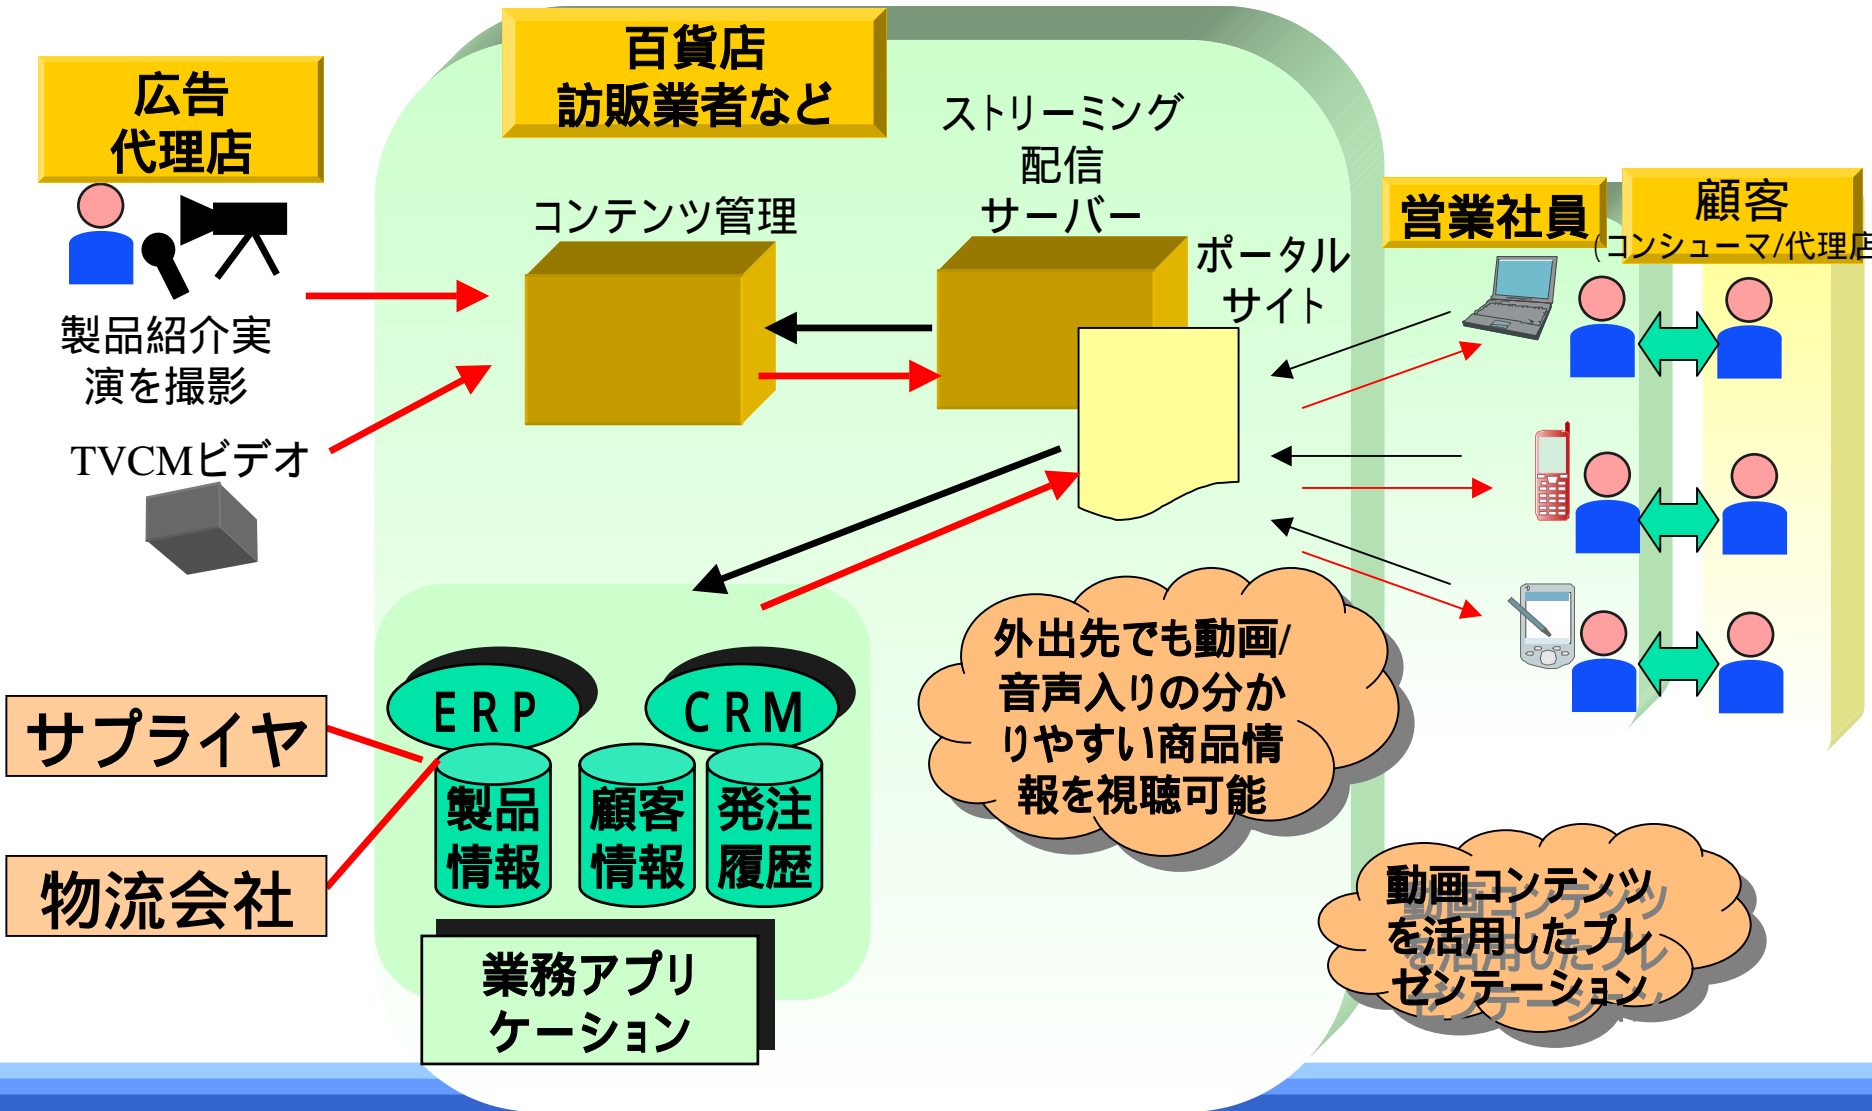 広告
代理店
製品紹介実
演を撮影
TVCMビデオ
百貨店
訪販業者など
コンテンツ管理
ストリーミング
配信
サーバー
ポータル
サイト
営業社員
顧客
(コンシューマ/代理店
サプライヤ
物流会社
ERP
CRM
製品
情報
顧客
情報
発注
履歴
業務アプリ
ケーション
外出先でも動画/
音声入りの分か
りやすい商品情
報を視聴可能
動画コンテンツ
を活用したプレ
ゼンテーション